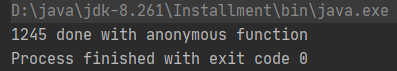 D:\java\jdk-8.261\Installment\bin\java.exe
1245 done with anonymous function
Process finished with exit code 0